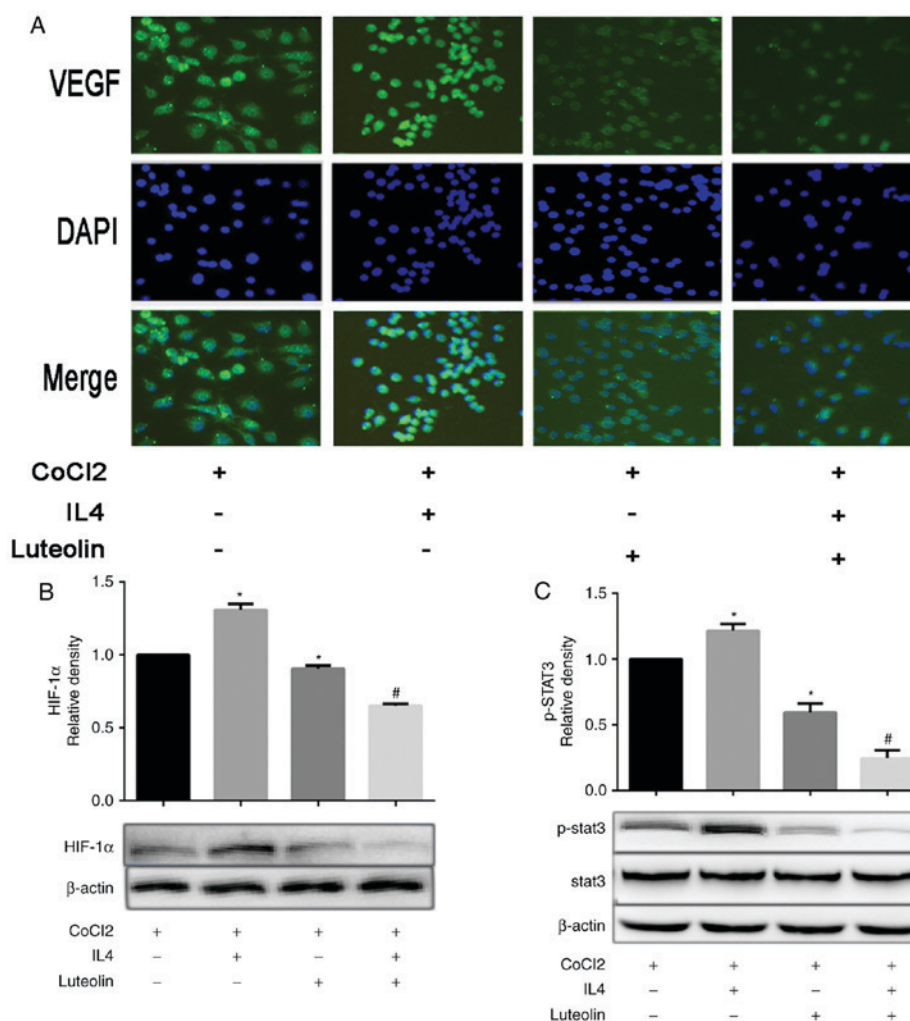 A
VEGF
DAPI
Merge
CoCl2 + + + +
IL4 - + - +
Luteolin - - + +
B
HIF-1α
Relative density
1.5
1.0
0.5
0.0
*
*
#
HIF-1α
β-actin
CoCl2 + + + +
IL4 – + – +
Luteolin – – + +
C
p-STAT3
Relative density
1.5
1.0
0.5
0.0
*
*
#
p-stat3
stat3
β-actin
CoCl2 + + + +
IL4 – + – +
Luteolin – – + +